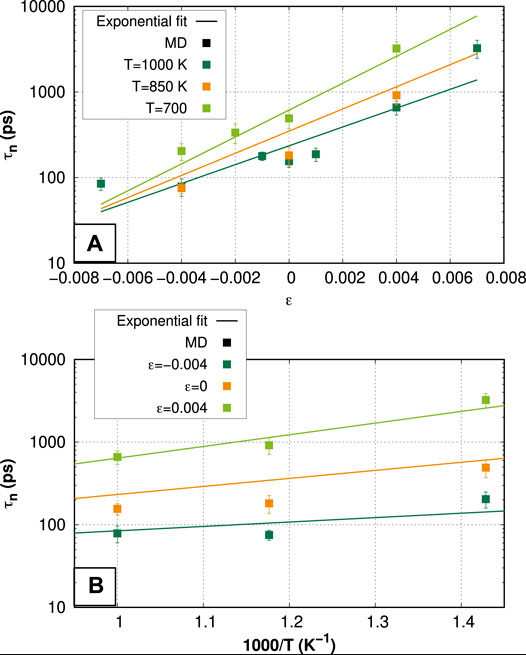 10000
1000
100
10
τn (ps)
Exponential fit
MD
T=1000 K
T=850 K
T=700
A
−0.008 −0.006 −0.004 −0.002 0 0.002 0.004 0.006 0.008
ε
Exponential fit
MD
ε=−0.004
ε=0
ε=0.004
10000
1000
100
10
τn (ps)
B
1 1.1 1.2 1.3 1.4
1000/T (K⁻¹)